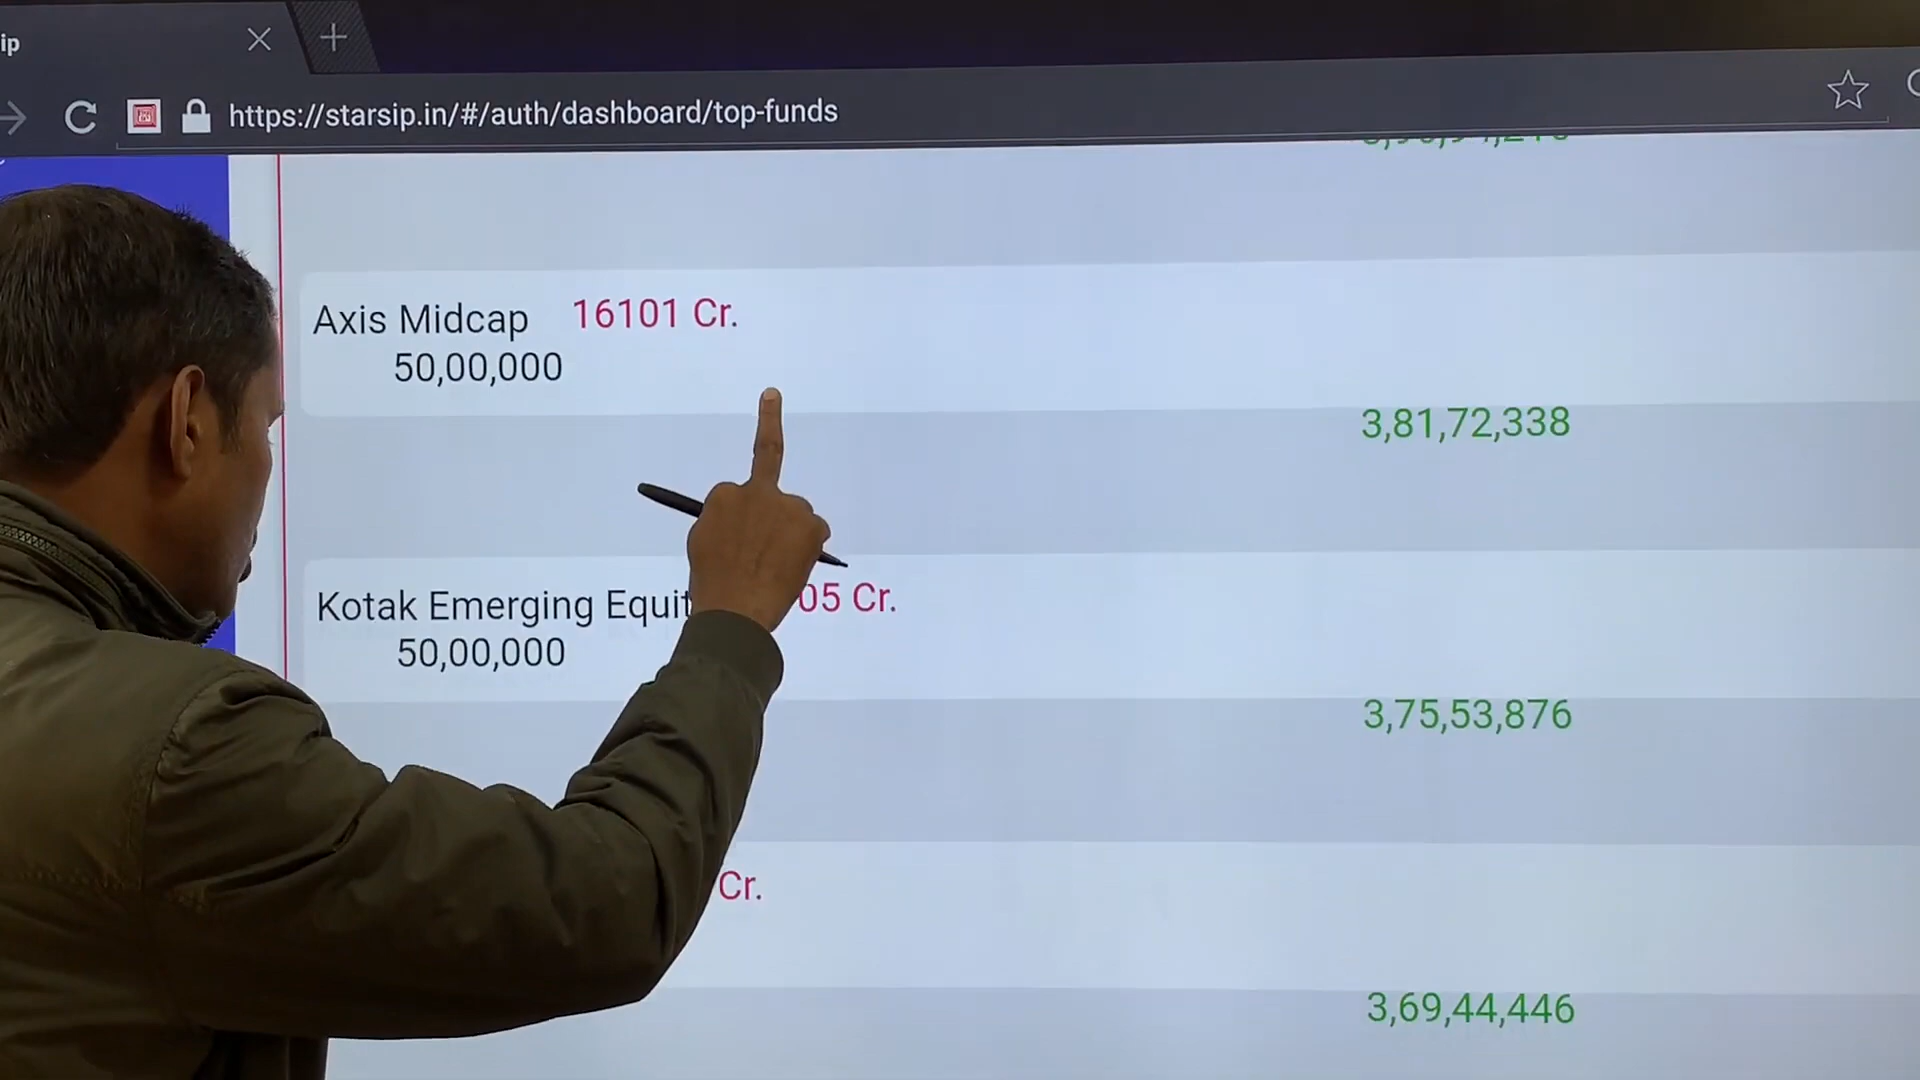 ip
https://starsip.in/#/auth/dashboard/top-funds
Axis Midcap 16101 Cr.
50,00,000
3,81,72,338
Kotak Emerging 05 Cr.
50,00,000
3,75,53,876
Cr.
3,69,44,446